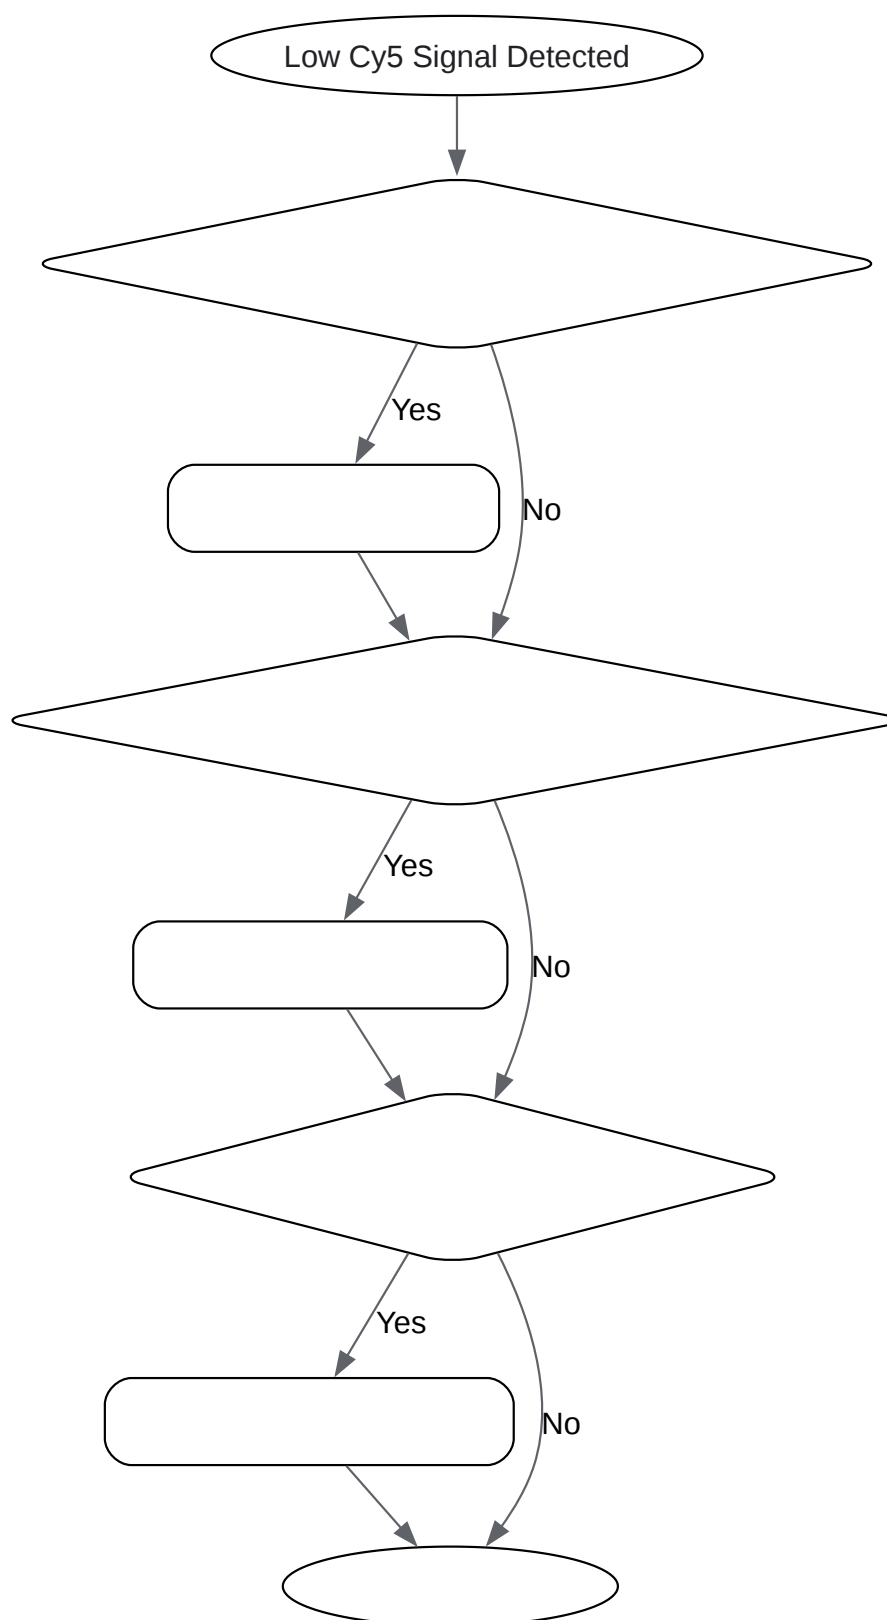 Low Cy5 Signal Detected
Yes
No
Yes
No
Yes
No